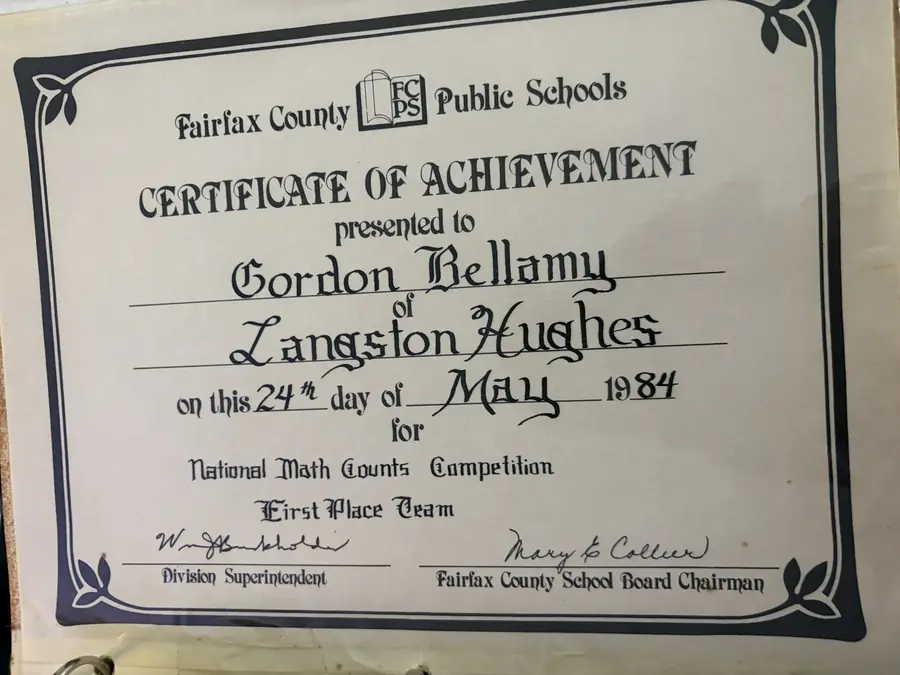 Fairfax County FC PS Public Schools
CERTIFICATE OF ACHIEVEMENT
presented to
Gordon Bellamy
of
Langston Hughes
on this 24th day of May 1984
for
National Math Counts Competition
First Place Team
Wm J Burkholder Mary E Collier
Division Superintendent Fairfax County School Board Chairman